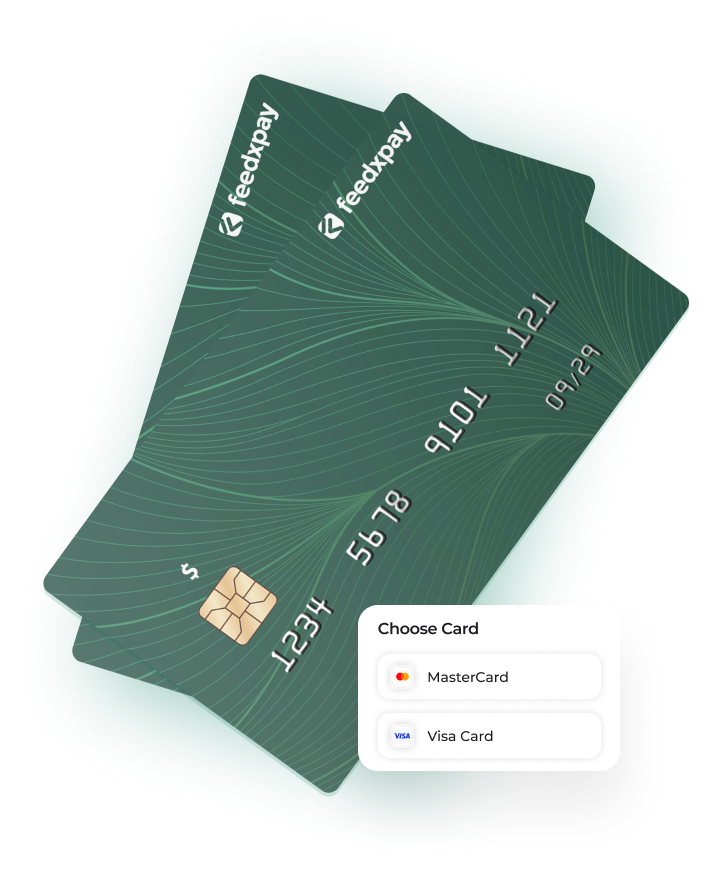 feedxpay
feedxpay
1234 5678 9101 1121
09/29
$
Choose Card
MasterCard
VISA
Visa Card